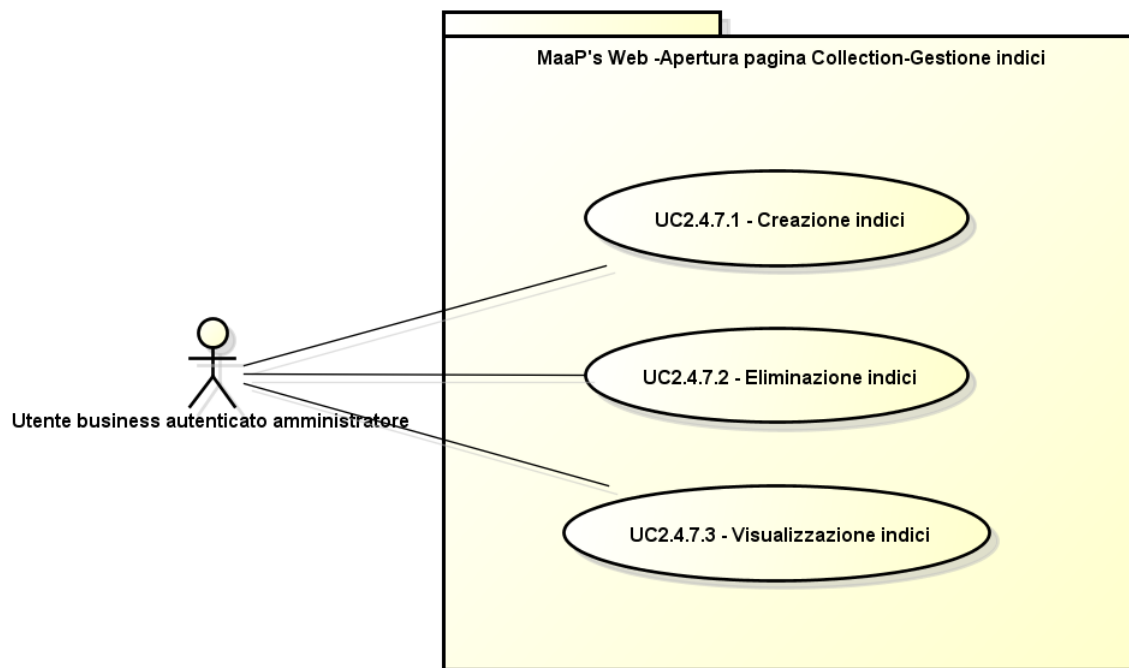 MaaP's Web -Apertura pagina Collection-Gestione indici
UC2.4.7.1 - Creazione indici
UC2.4.7.2 - Eliminazione indici
Utente business autenticato amministratore
UC2.4.7.3 - Visualizzazione indici